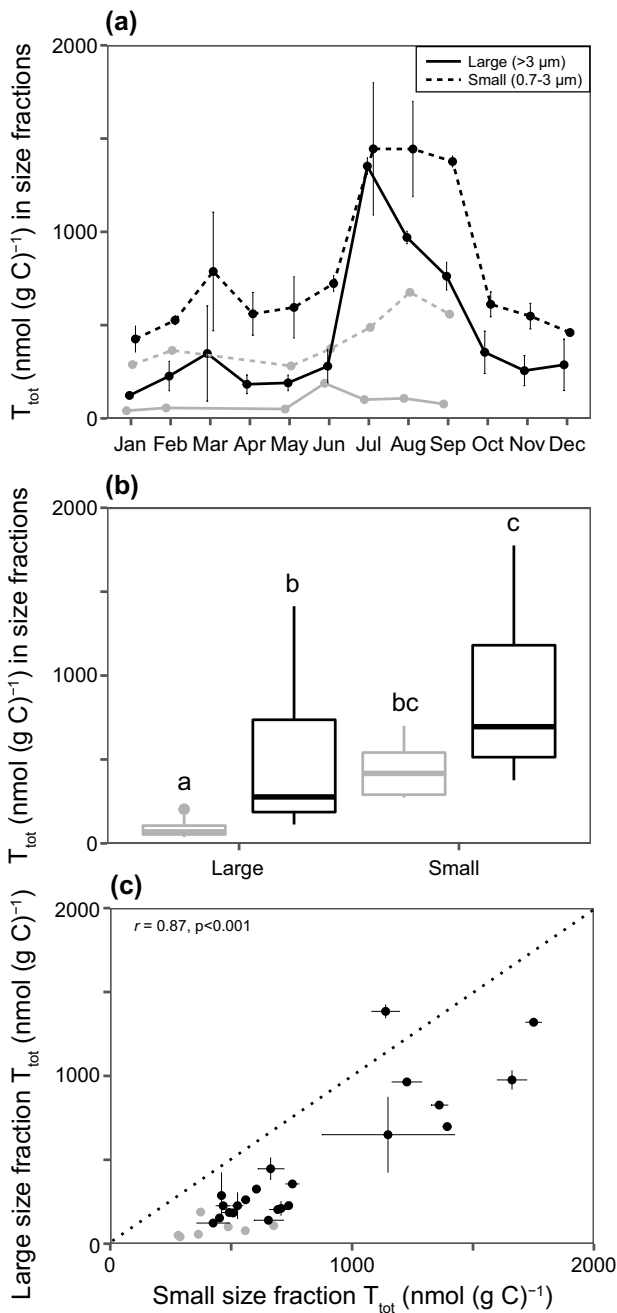 (a)
2000
1000
0
T_tot (nmol (g C)⁻¹) in size fractions
Large (>3 µm)
Small (0.7-3 µm)
Jan Feb Mar Apr May Jun Jul Aug Sep Oct Nov Dec
(b)
2000
1000
0
T_tot (nmol (g C)⁻¹) in size fractions
a
b
bc
c
Large Small
(c)
2000
1000
0
Large size fraction T_tot (nmol (g C)⁻¹)
r = 0.87, p<0.001
0 1000 2000
Small size fraction T_tot (nmol (g C)⁻¹)